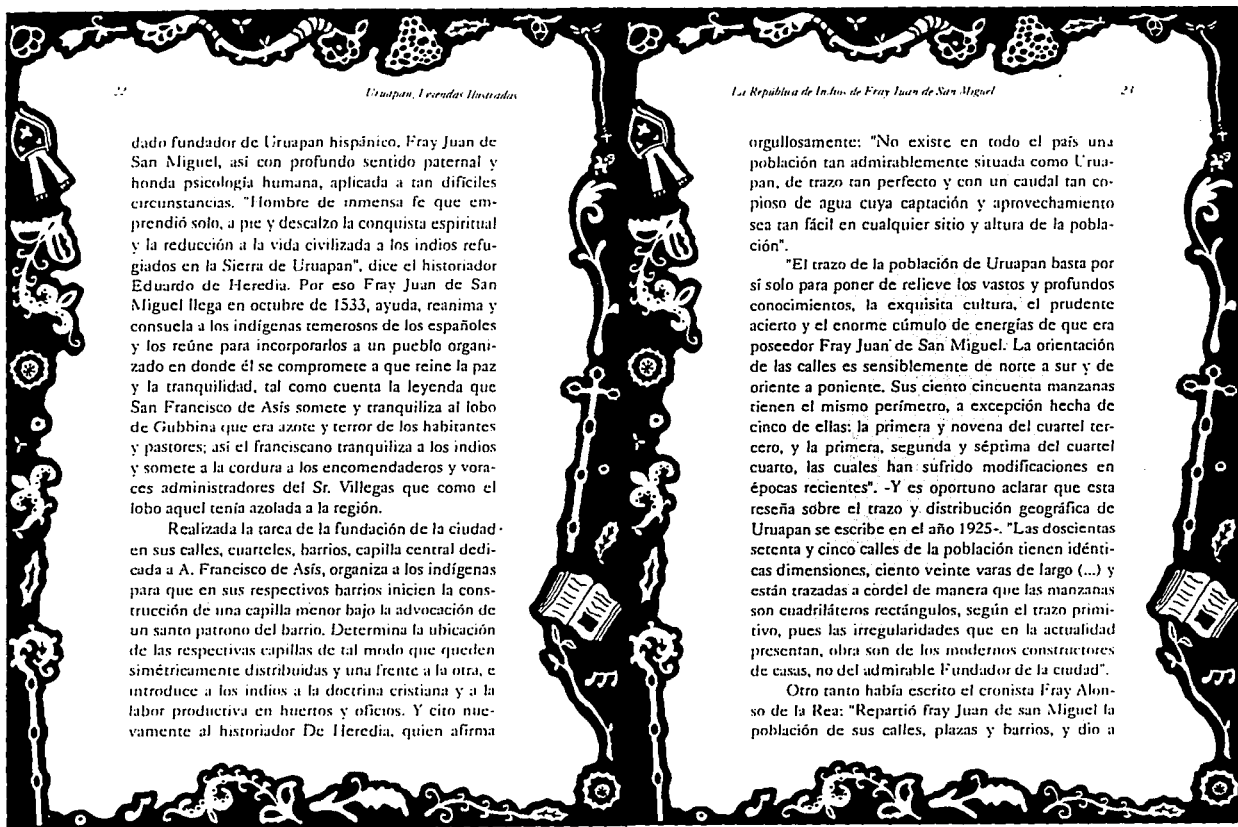 22
Uruapan, Leyendas Ilustradas
dado fundador de Uruapan hispánico, Fray Juan de
San Miguel, así con profundo sentido paternal y
honda psicología humana, aplicada a tan difíciles
circunstancias. "Hombre de inmensa fe que em-
prendió solo, a pie y descalzo la conquista espiritual
y la reducción a la vida civilizada a los indios refu-
giados en la Sierra de Uruapan", dice el historiador
Eduardo de Heredia. Por eso Fray Juan de San
Miguel llega en octubre de 1533, ayuda, reanima y
consuela a los indígenas temerosos de los españoles
y los reúne para incorporarlos a un pueblo organi-
zado en donde él se compromete a que reine la paz
y la tranquilidad, tal como cuenta la leyenda que
San Francisco de Asís somete y tranquiliza al lobo
de Gubbina que era azote y terror de los habitantes
y pastores; así el franciscano tranquiliza a los indios
y somete a la cordura a los encomendaderos y vora-
ces administradores del Sr. Villegas que como el
lobo aquel tenía azolada a la región.
Realizada la tarea de la fundación de la ciudad
en sus calles, cuarteles, barrios, capilla central dedi-
cada a A. Francisco de Asís, organiza a los indígenas
para que en sus respectivos barrios inicien la cons-
trucción de una capilla menor bajo la advocación de
un santo patrono del barrio. Determina la ubicación
de las respectivas capillas de tal modo que queden
simétricamente distribuidas y una frente a la otra, e
introduce a los indios a la doctrina cristiana y a la
labor productiva en huertos y oficios. Y cito nue-
vamente al historiador De Heredia, quien afirma
La República de Indios de Fray Juan de San Miguel
23
orgullosamente: "No existe en todo el país una
población tan admirablemente situada como Urua-
pan, de trazo tan perfecto y con un caudal tan co-
pioso de agua cuya captación y aprovechamiento
sea tan fácil en cualquier sitio y altura de la pobla-
ción".
"El trazo de la población de Uruapan basta por
sí solo para poner de relieve los vastos y profundos
conocimientos, la exquisita cultura, el prudente
acierto y el enorme cúmulo de energías de que era
poseedor Fray Juan de San Miguel. La orientación
de las calles es sensiblemente de norte a sur y de
oriente a poniente. Sus ciento cincuenta manzanas
tienen el mismo perímetro, a excepción hecha de
cinco de ellas: la primera y novena del cuartel ter-
cero, y la primera, segunda y séptima del cuartel
cuarto, las cuales han sufrido modificaciones en
épocas recientes". -Y es oportuno aclarar que esta
reseña sobre el trazo y distribución geográfica de
Uruapan se escribe en el año 1925-. "Las doscientas
setenta y cinco calles de la población tienen idénti-
cas dimensiones, ciento veinte varas de largo (...) y
están trazadas a cordel de manera que las manzanas
son cuadriláteros rectángulos, según el trazo primi-
tivo, pues las irregularidades que en la actualidad
presentan, obra son de los modernos constructores
de casas, no del admirable Fundador de la ciudad".
Otro tanto había escrito el cronista Fray Alon-
so de la Rea: "Repartió fray Juan de san Miguel la
población de sus calles, plazas y barrios, y dio a